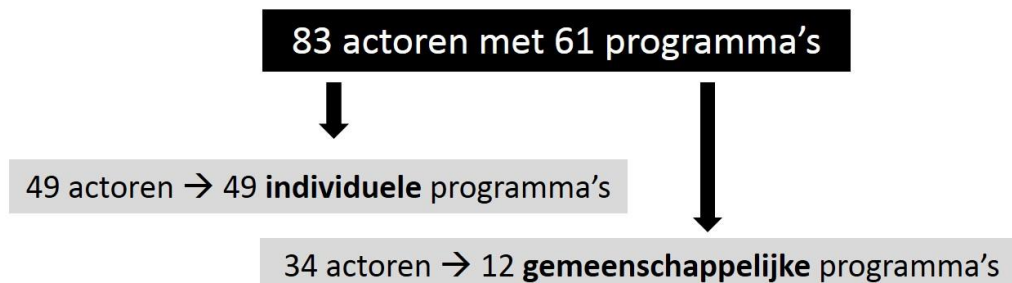 83 actoren met 61 programma’s
49 actoren → 49 individuele programma’s
34 actoren → 12 gemeenschappelijke programma’s